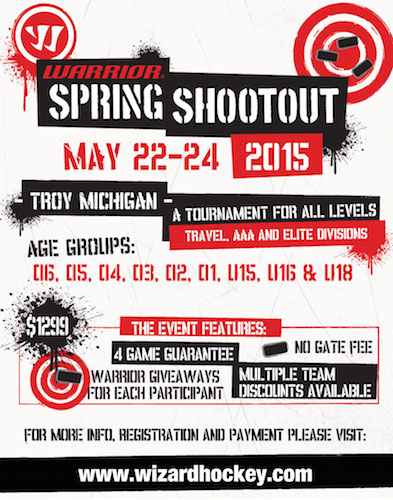 WARRIOR
SPRING SHOOTOUT
MAY 22-24 2015
- TROY MICHIGAN -
A TOURNAMENT FOR ALL LEVELS
TRAVEL, AAA AND ELITE DIVISIONS
AGE GROUPS:
06, 05, 04, 03, 02, 01, U15, U16 & U18
$1299
THE EVENT FEATURES:
4 GAME GUARANTEE
NO GATE FEE
WARRIOR GIVEAWAYS
FOR EACH PARTICIPANT
MULTIPLE TEAM
DISCOUNTS AVAILABLE
FOR MORE INFO, REGISTRATION AND PAYMENT PLEASE VISIT:
www.wizardhockey.com